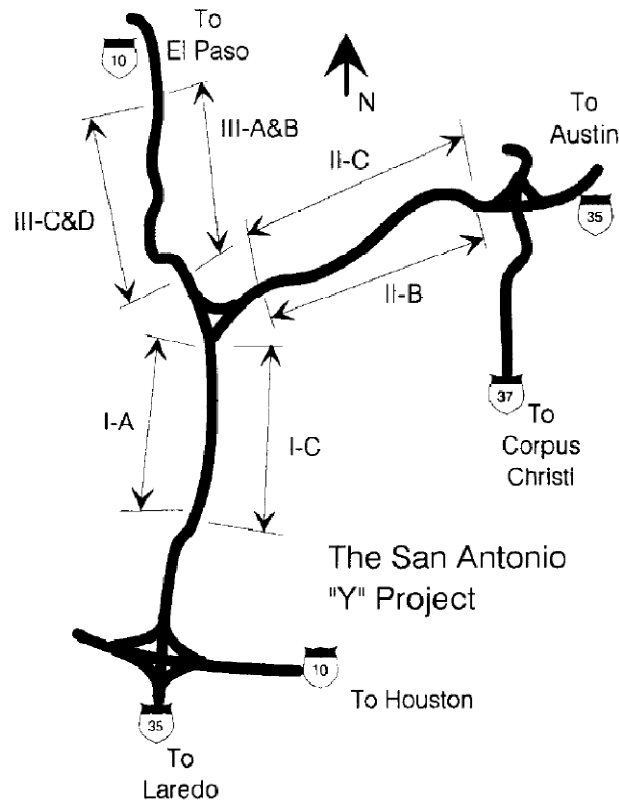 To
El Paso
10
N
III-A&B
II-C
To
Austin
35
III-C&D
II-B
37
To
Corpus
Christi
I-A
I-C
The San Antonio
"Y" Project
10
To Houston
35
To
Laredo